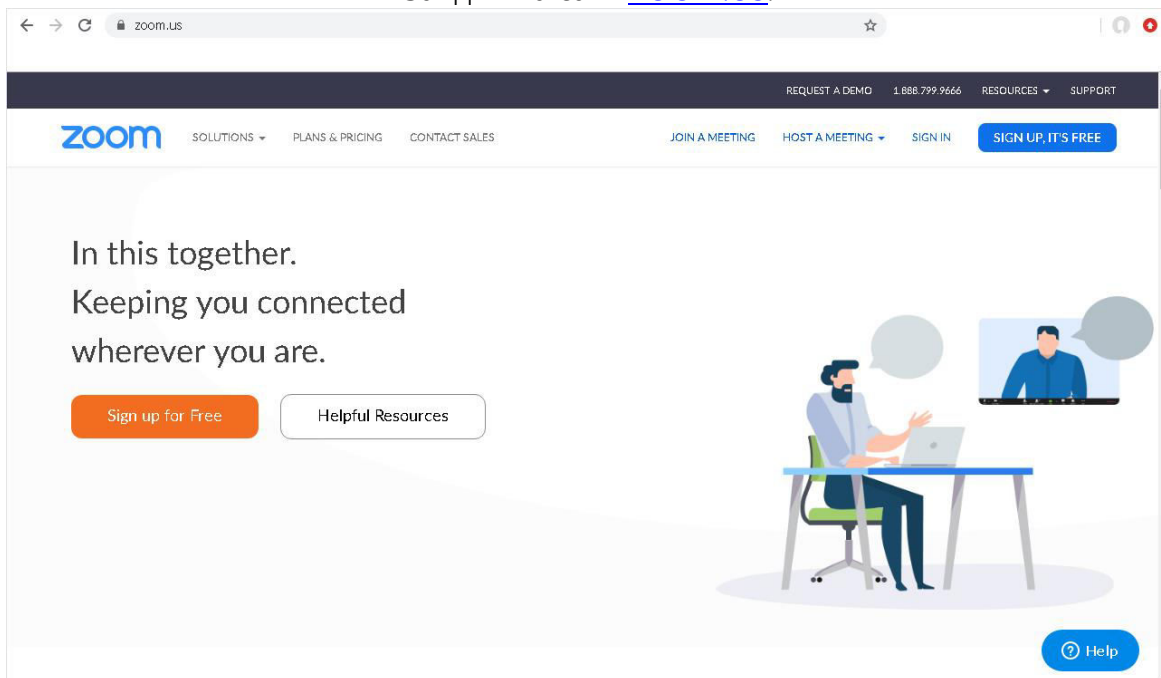 zoom.us
REQUEST A DEMO 1.888.799.9666 RESOURCES SUPPORT
zoom SOLUTIONS PLANS & PRICING CONTACT SALES JOIN A MEETING HOST A MEETING SIGN IN SIGN UP, IT'S FREE
In this together.
Keeping you connected
wherever you are.
Sign up for Free Helpful Resources
Help